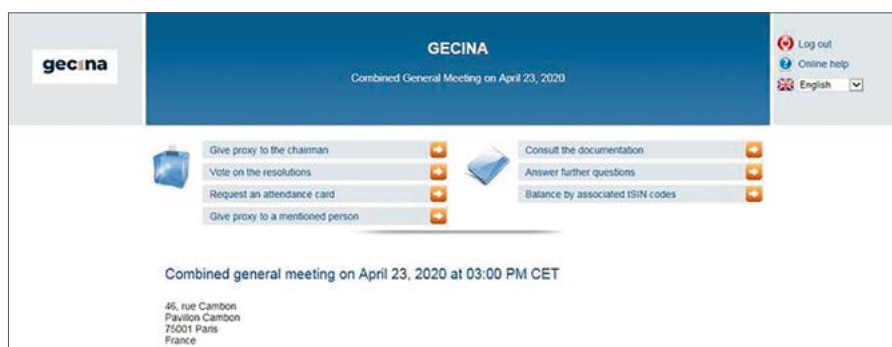 gecina
GECINA
Combined General Meeting on April 23, 2020
Log out
Online help
English
Give proxy to the chairman
Vote on the resolutions
Request an attendance card
Give proxy to a mentioned person
Consult the documentation
Answer further questions
Balance by associated ISIN codes
Combined general meeting on April 23, 2020 at 03:00 PM CET
46, rue Cambon
Pavillon Cambon
75001 Paris
France